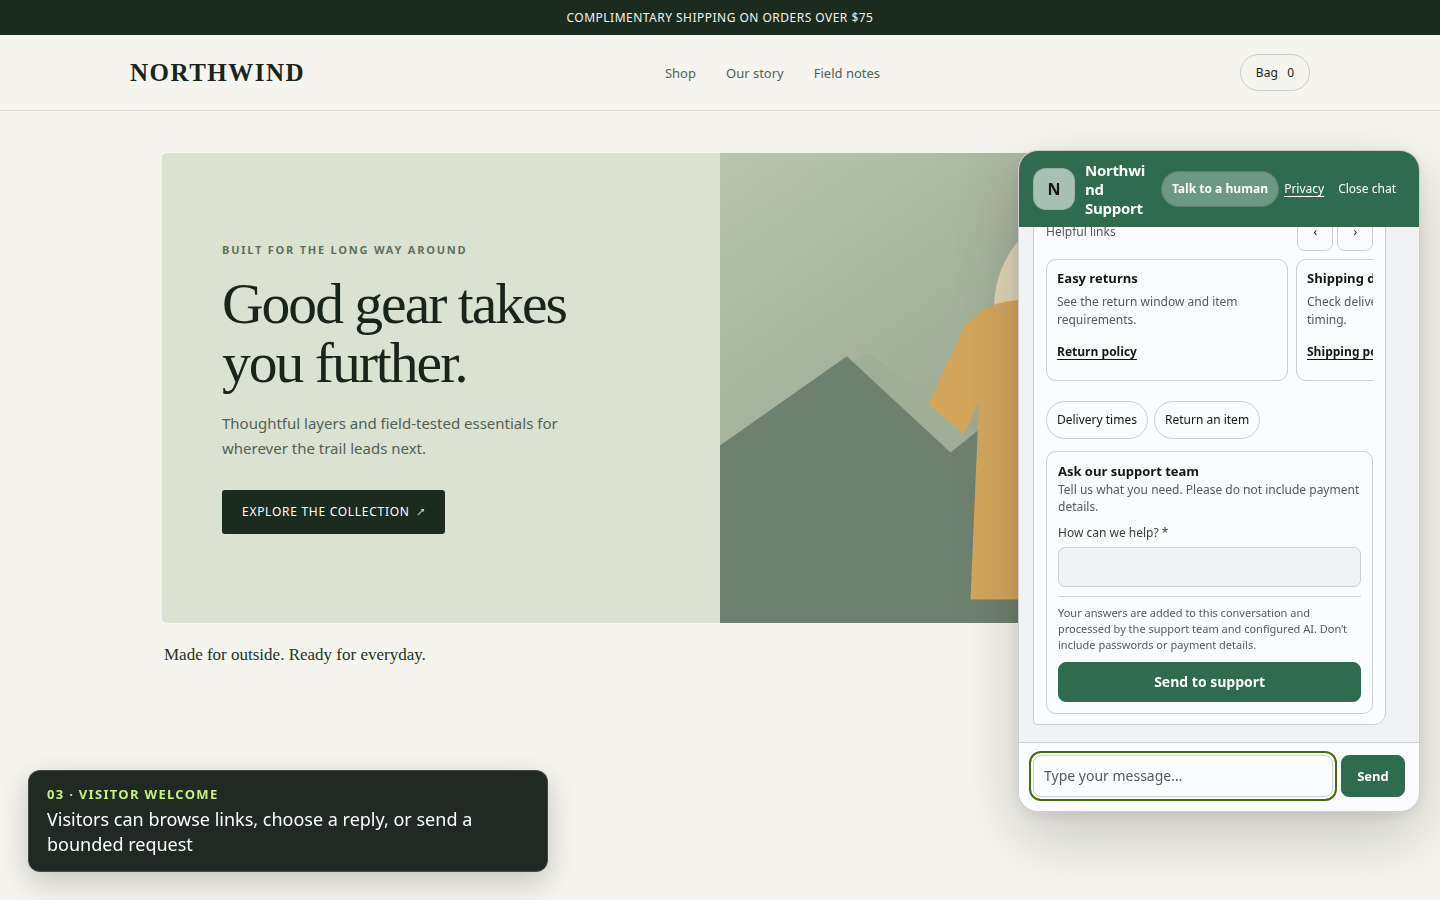 COMPLIMENTARY SHIPPING ON ORDERS OVER $75
NORTHWIND
Shop
Our story
Field notes
Bag 0
BUILT FOR THE LONG WAY AROUND
Good gear takes
you further.
Thoughtful layers and field-tested essentials for
wherever the trail leads next.
EXPLORE THE COLLECTION ↗
Made for outside. Ready for everyday.
03 · VISITOR WELCOME
Visitors can browse links, choose a reply, or send a
bounded request
N
Northwi
nd
Support
Talk to a human
Privacy
Close chat
Helpful links
‹ ›
Easy returns
See the return window and item
requirements.
Return policy
Shipping d
Check delive
timing.
Shipping po
Delivery times
Return an item
Ask our support team
Tell us what you need. Please do not include payment
details.
How can we help? *
Your answers are added to this conversation and
processed by the support team and configured AI. Don’t
include passwords or payment details.
Send to support
Type your message...
Send